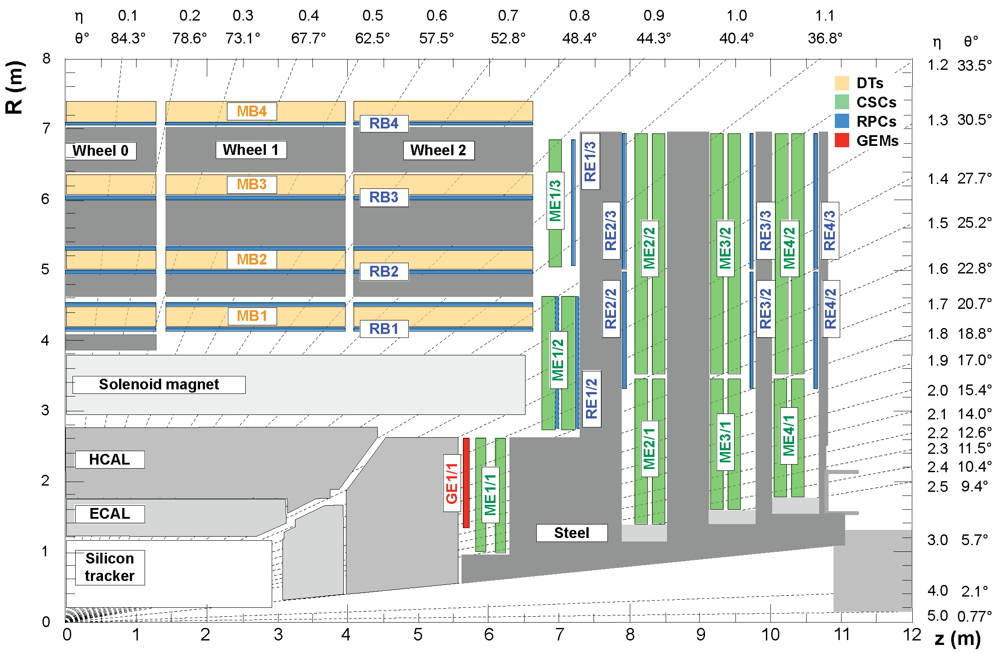 η 0.1 0.2 0.3 0.4 0.5 0.6 0.7 0.8 0.9 1.0 1.1
θ° 84.3° 78.6° 73.1° 67.7° 62.5° 57.5° 52.8° 48.4° 44.3° 40.4° 36.8°
η θ°
R (m)
8
7
6
5
4
3
2
1
0
1.2 33.5°
1.3 30.5°
1.4 27.7°
1.5 25.2°
1.6 22.8°
1.7 20.7°
1.8 18.8°
1.9 17.0°
2.0 15.4°
2.1 14.0°
2.2 12.6°
2.3 11.5°
2.4 10.4°
2.5 9.4°
3.0 5.7°
4.0 2.1°
5.0 0.77°
DTs
CSCs
RPCs
GEMs
MB4
RB4
Wheel 0
Wheel 1
Wheel 2
MB3
RB3
MB2
RB2
MB1
RB1
Solenoid magnet
HCAL
ECAL
Silicon
tracker
Steel
GE1/1
ME1/1
ME1/2
ME1/3
RE1/3
RE1/2
RE2/3
RE2/2
ME2/2
ME2/1
ME3/2
ME3/1
RE3/3
RE3/2
ME4/2
ME4/1
RE4/3
RE4/2
0 1 2 3 4 5 6 7 8 9 10 11 12
z (m)